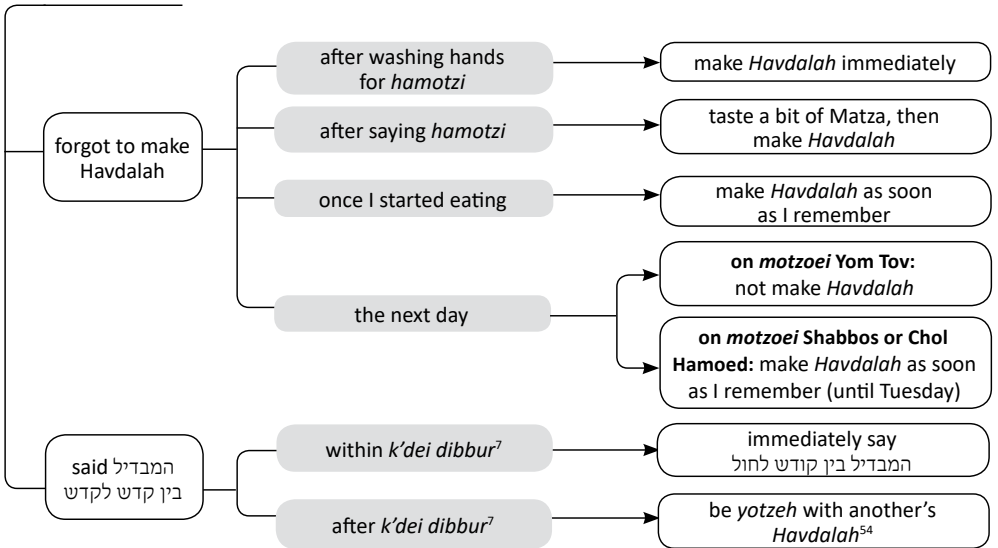 forgot to make
Havdalah
after washing hands
for hamotzi
make Havdalah immediately
after saying hamotzi
taste a bit of Matza, then
make Havdalah
once I started eating
make Havdalah as soon
as I remember
the next day
on motzoei Yom Tov:
not make Havdalah
on motzoei Shabbos or Chol
Hamoed: make Havdalah as soon
as I remember (until Tuesday)
said המבדיל
בין קדש לקדש
within k’dei dibbur⁷
immediately say
המבדיל בין קודש לחול
after k’dei dibbur⁷
be yotzeh with another’s
Havdalah⁵⁴